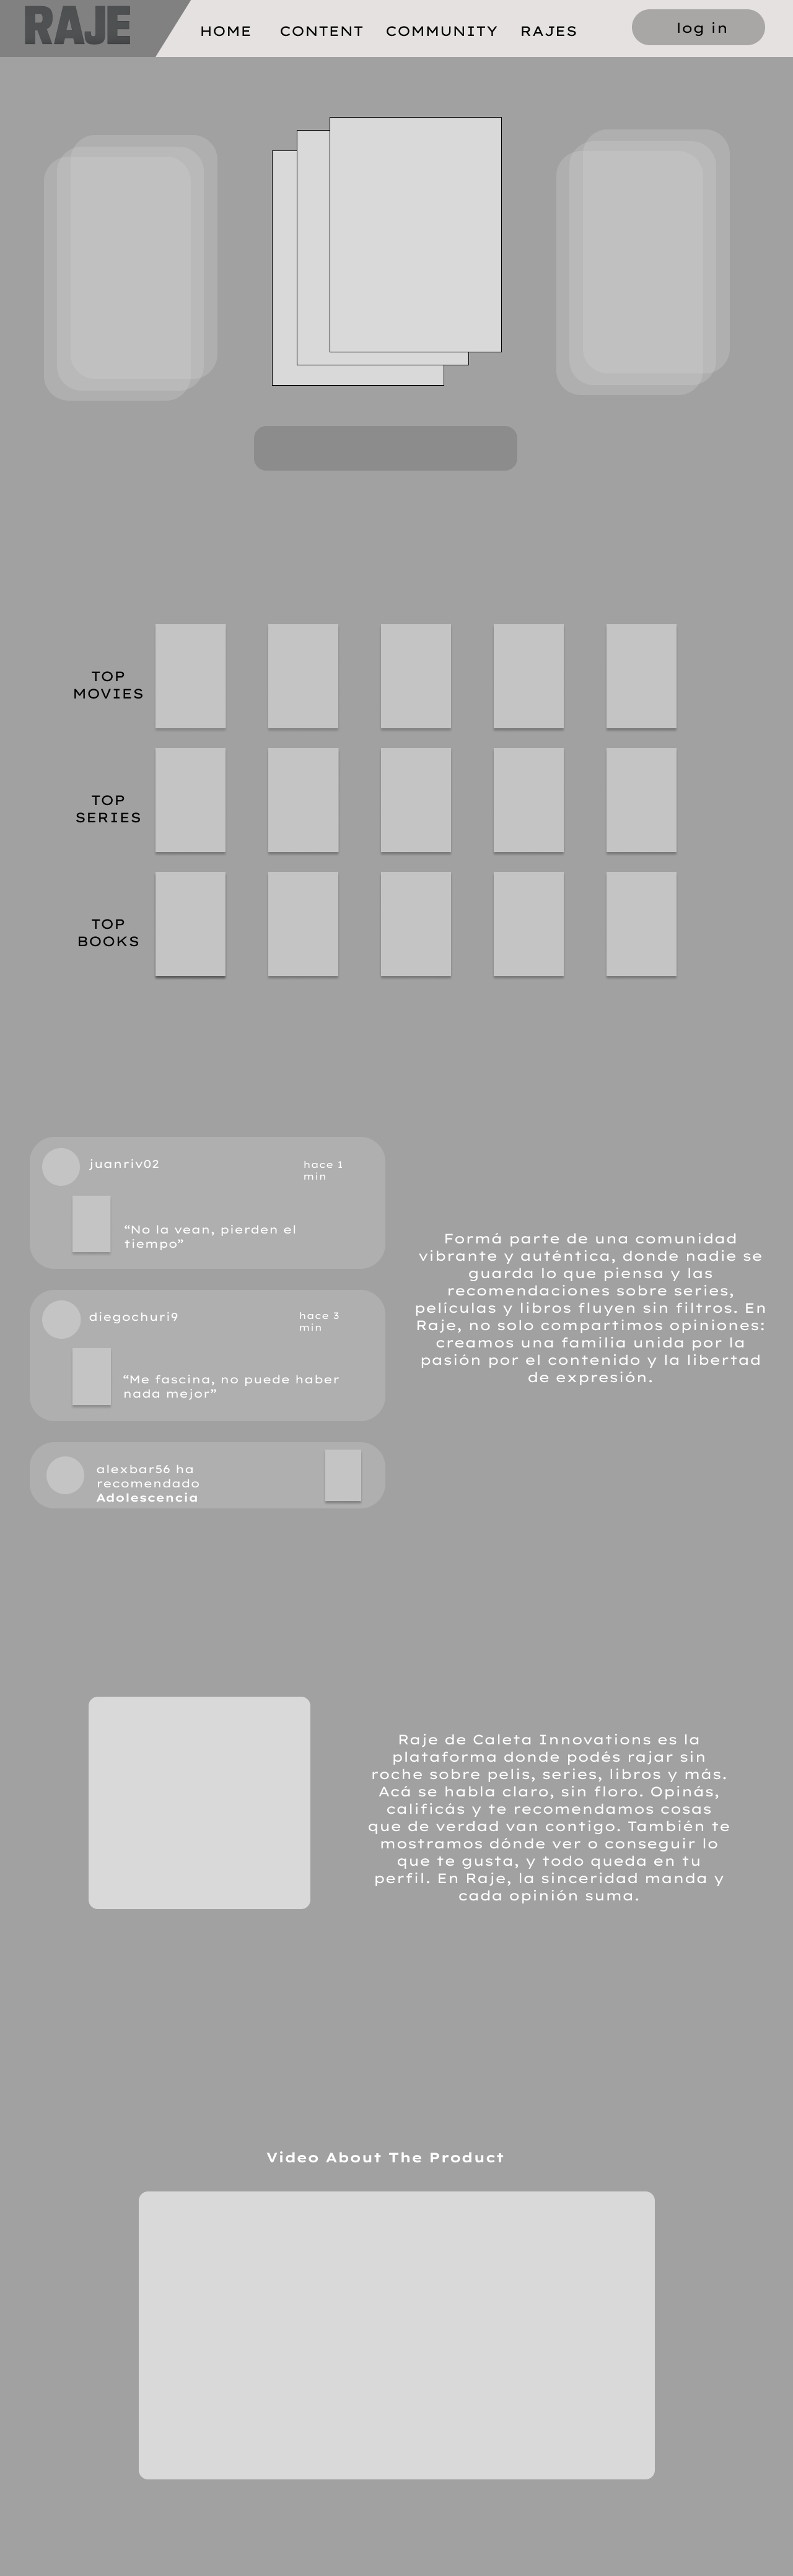 RAJE
HOME CONTENT COMMUNITY RAJES
log in
TOP
MOVIES
TOP
SERIES
TOP
BOOKS
juanriv02
hace 1
min
“No la vean, pierden el
tiempo”
diegochuri9
hace 3
min
“Me fascina, no puede haber
nada mejor”
alexbar56 ha
recomendado
Adolescencia
Formá parte de una comunidad
vibrante y auténtica, donde nadie se
guarda lo que piensa y las
recomendaciones sobre series,
películas y libros fluyen sin filtros. En
Raje, no solo compartimos opiniones:
creamos una familia unida por la
pasión por el contenido y la libertad
de expresión.
Raje de Caleta Innovations es la
plataforma donde podés rajar sin
roche sobre pelis, series, libros y más.
Acá se habla claro, sin floro. Opinás,
calificás y te recomendamos cosas
que de verdad van contigo. También te
mostramos dónde ver o conseguir lo
que te gusta, y todo queda en tu
perfil. En Raje, la sinceridad manda y
cada opinión suma.
Video About The Product